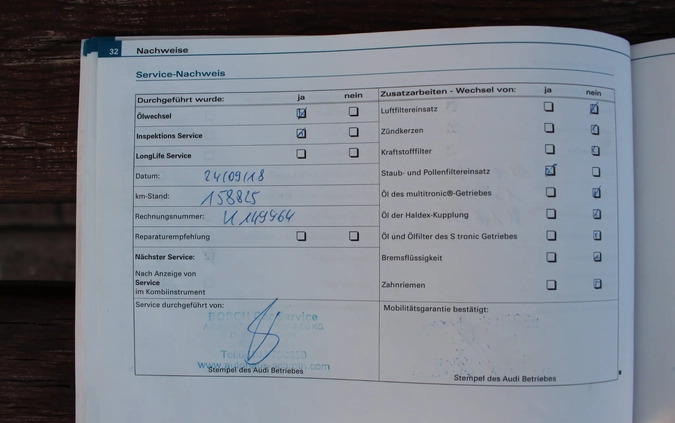 32 Nachweise
Service-Nachweis
Durchgeführt wurde: ja nein
Ölwechsel
Inspektions Service
LongLife Service
Datum: 24/09/18
km-Stand: 158825
Rechnungsnummer:
Reparaturempfehlung
Nächster Service:
Nach Anzeige von
Service
im Kombiinstrument
Service durchgeführt von:
BOSCH Service
Stempel des Audi Betriebes
Zusatzarbeiten - Wechsel von: ja nein
Luftfiltereinsatz
Zündkerzen
Kraftstofffilter
Staub- und Pollenfiltereinsatz
Öl des multitronic®-Getriebes
Öl der Haldex-Kupplung
Öl und Ölfilter des S tronic Getriebes
Bremsflüssigkeit
Zahnriemen
Mobilitätsgarantie bestätigt:
Stempel des Audi Betriebes